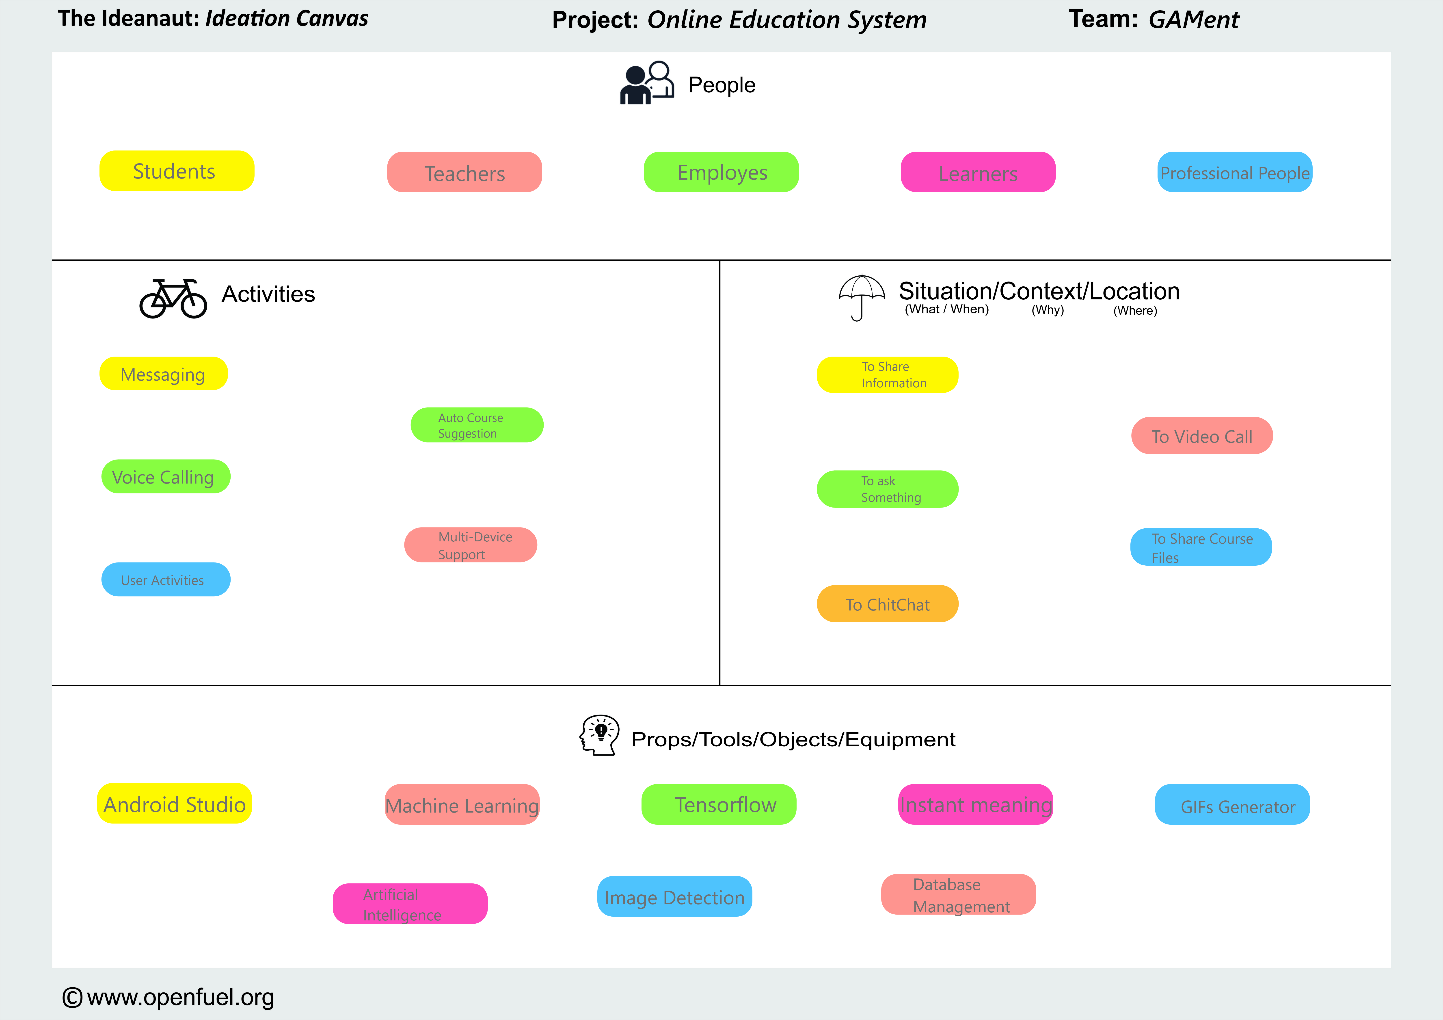 The Ideanaut: Ideation Canvas
Project: Online Education System
Team: GAMent
People
Students
Teachers
Employes
Learners
Professional People
Activities
Messaging
Auto Course
Suggestion
Voice Calling
Multi-Device
Support
User Activities
Situation/Context/Location
(What / When)
(Why)
(Where)
To Share
Information
To Video Call
To ask
Something
To Share Course
Files
To ChitChat
Props/Tools/Objects/Equipment
Android Studio
Machine Learning
Tensorflow
Instant meaning
GIFs Generator
Artificial
Intelligence
Image Detection
Database
Management
©www.openfuel.org